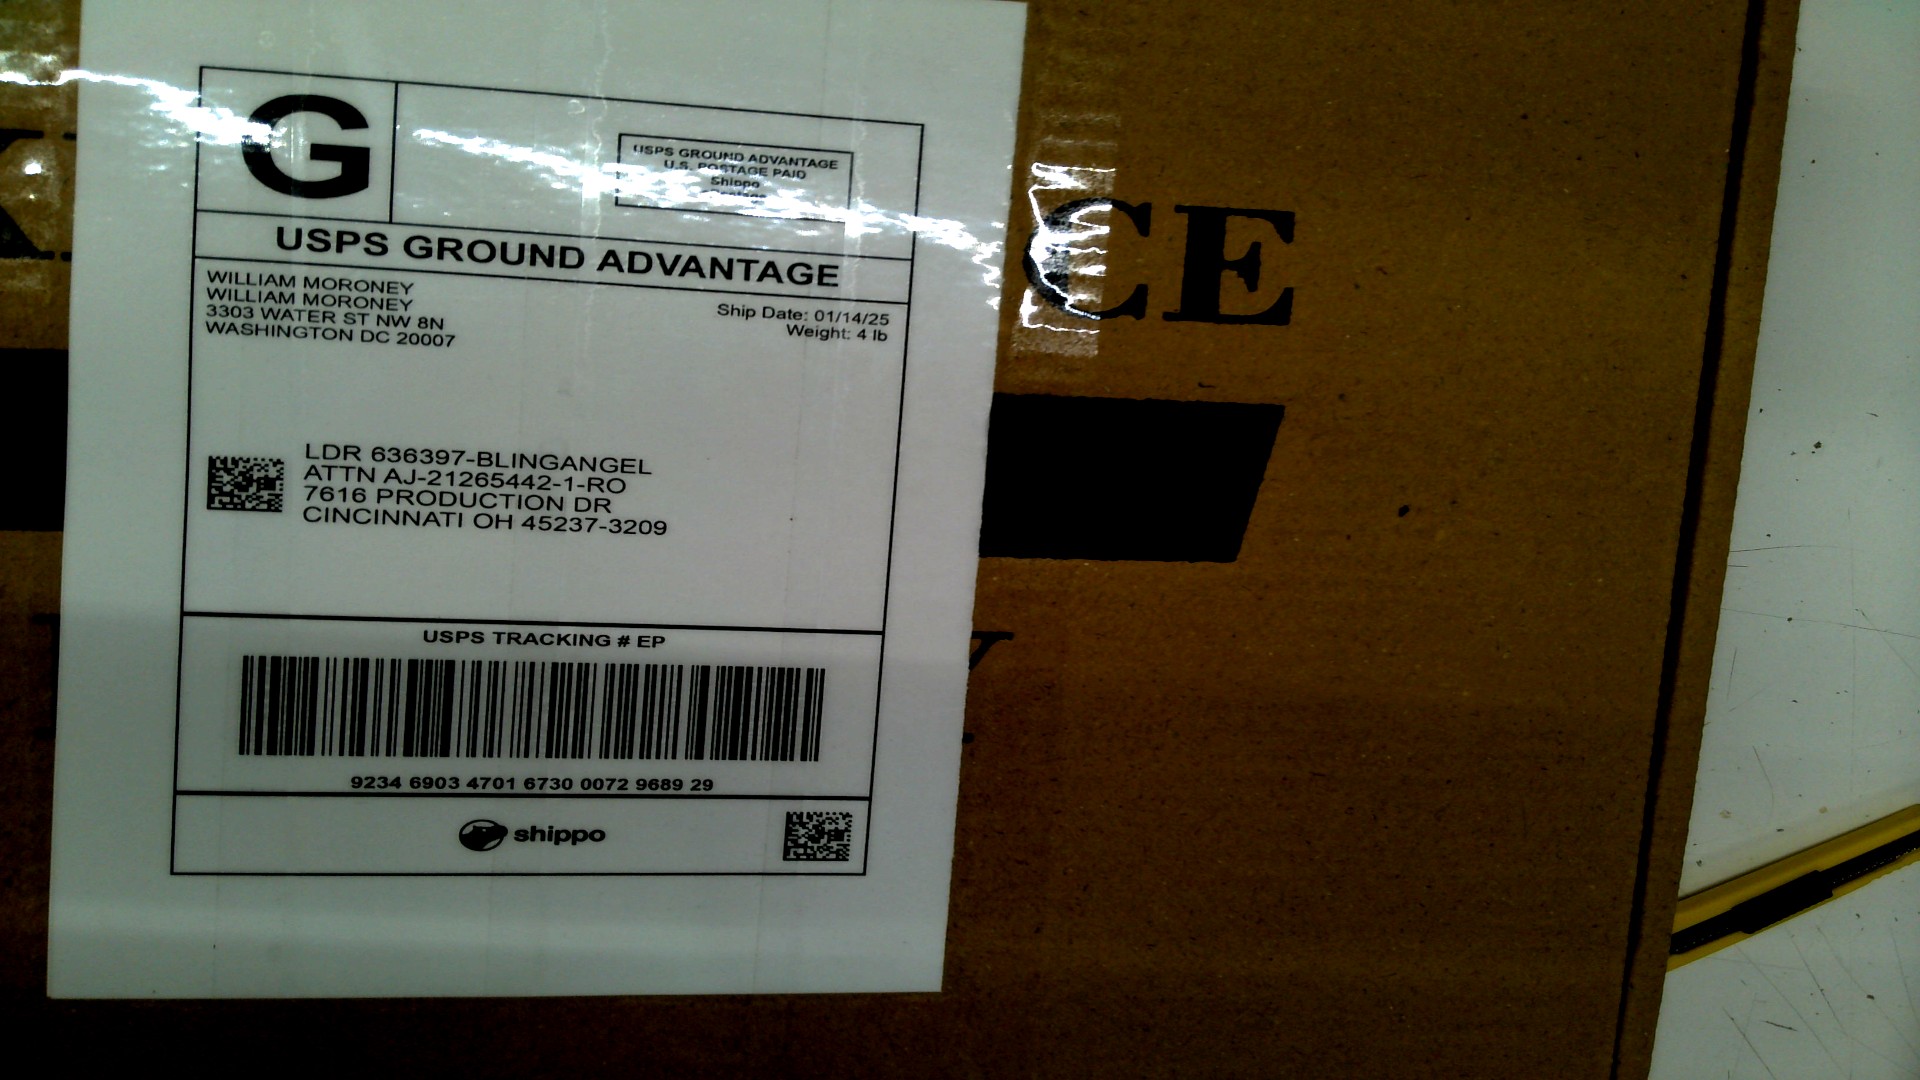 G
USPS GROUND ADVANTAGE
U.S. POSTAGE PAID
Shippo
USPS GROUND ADVANTAGE
WILLIAM MORONEY
WILLIAM MORONEY
3303 WATER ST NW 8N
WASHINGTON DC 20007
Ship Date: 01/14/25
Weight: 4 lb
LDR 636397-BLINGANGEL
ATTN AJ-21265442-1-RO
7616 PRODUCTION DR
CINCINNATI OH 45237-3209
USPS TRACKING # EP
9234 6903 4701 6730 0072 9689 29
shippo
CE